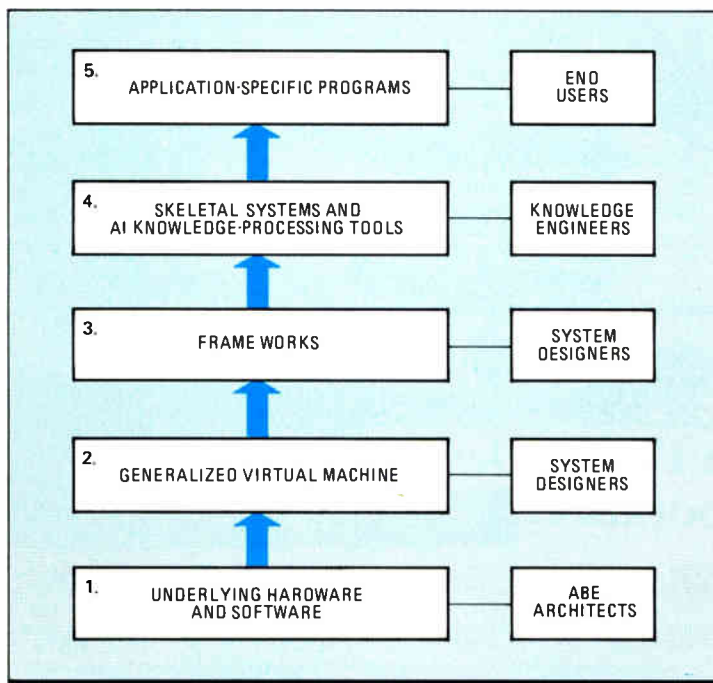 5.
APPLICATION-SPECIFIC PROGRAMS
END
USERS
4.
SKELETAL SYSTEMS AND
AI KNOWLEDGE-PROCESSING TOOLS
KNOWLEDGE
ENGINEERS
3.
FRAME WORKS
SYSTEM
DESIGNERS
2.
GENERALIZED VIRTUAL MACHINE
SYSTEM
DESIGNERS
1.
UNDERLYING HARDWARE
AND SOFTWARE
ABE
ARCHITECTS